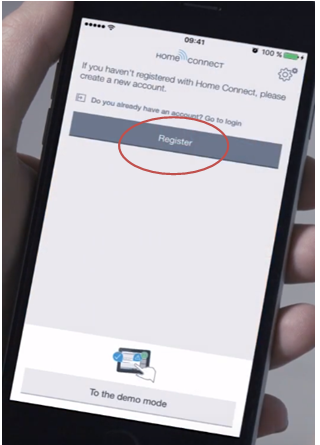 09:41
100 %
HOME CONNECT
If you haven't registered with Home Connect, please
create a new account.
Do you already have an account? Go to login
Register
To the demo mode